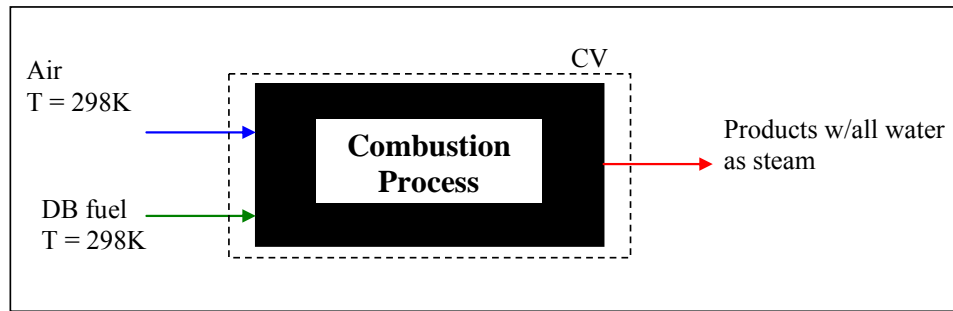 CV
Air
T = 298K
Combustion
Process
Products w/all water
as steam
DB fuel
T = 298K